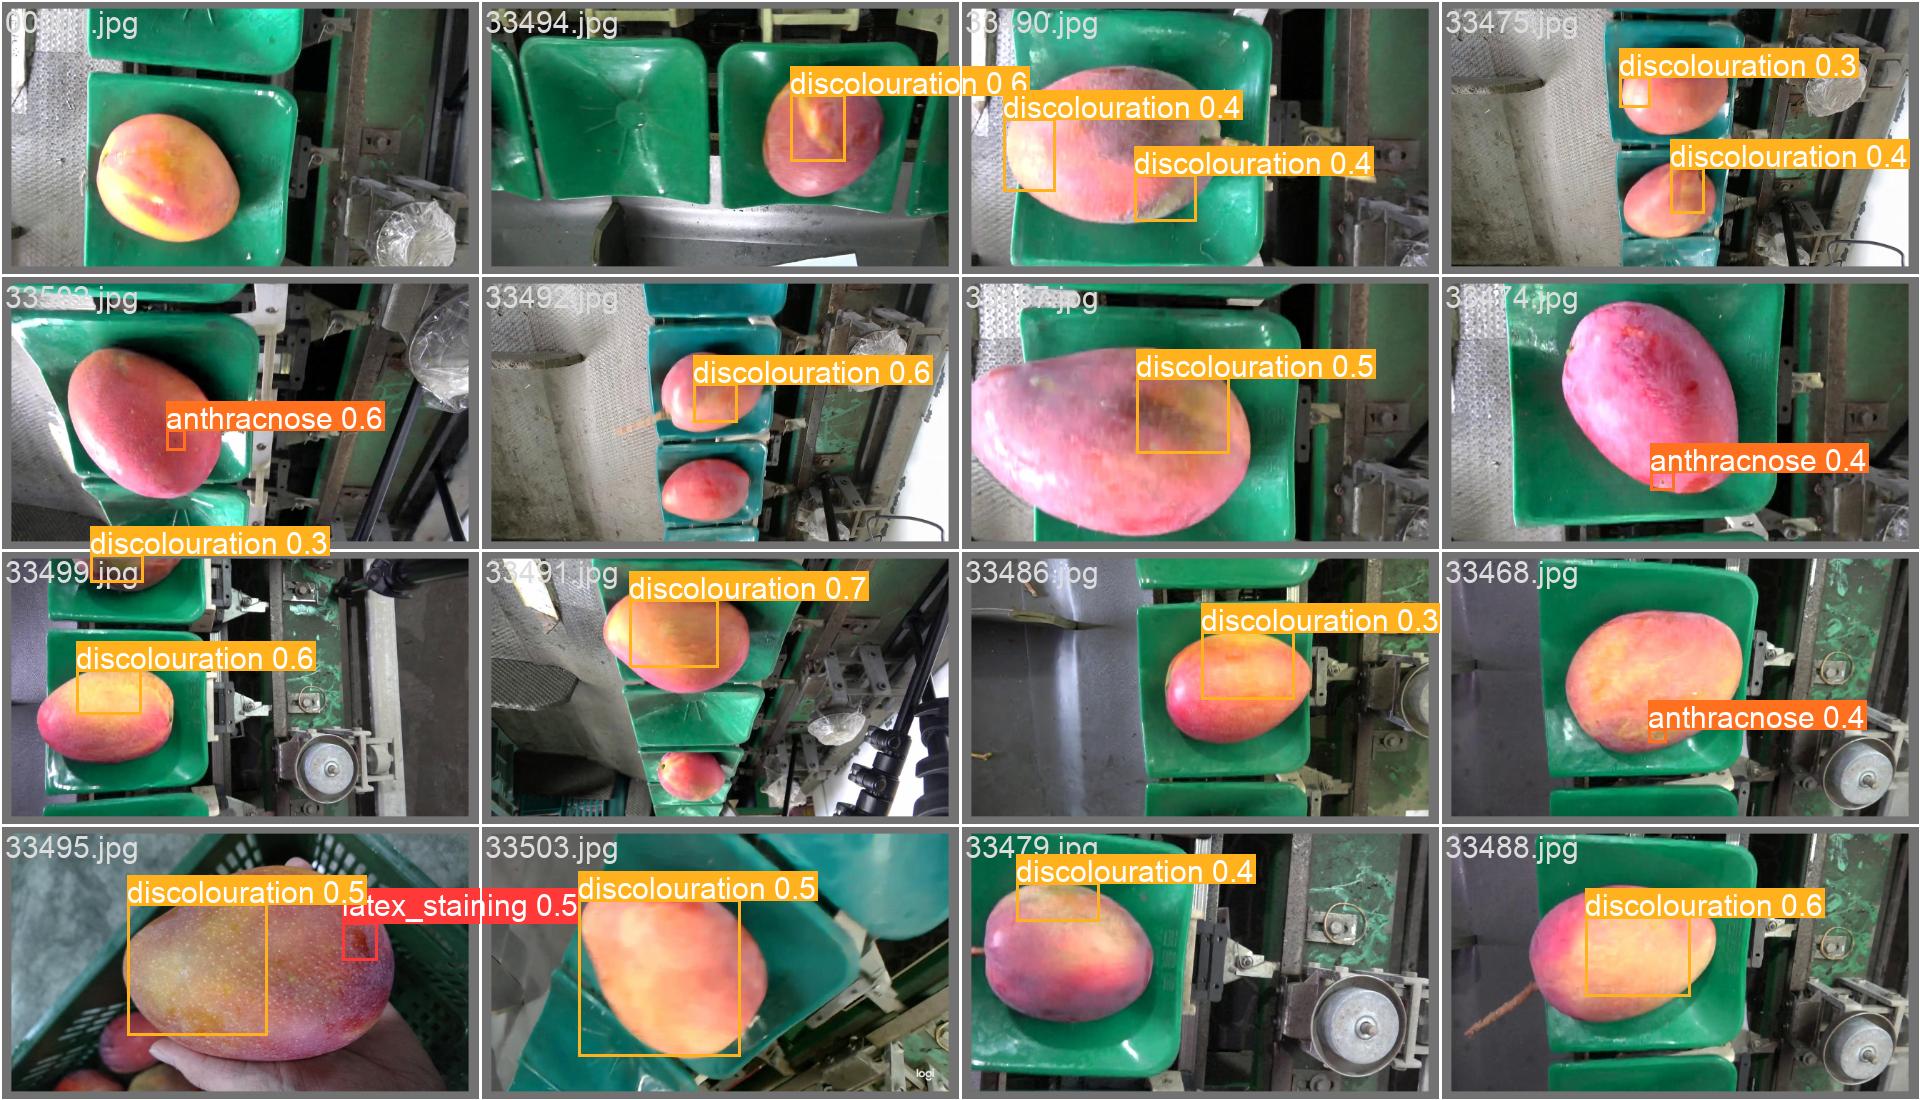 .jpg
33494.jpg
90.jpg
33475.jpg
discolouration 0.6
discolouration 0.4
discolouration 0.4
discolouration 0.3
discolouration 0.4
.jpg
33492.jpg
.jpg
74.jpg
anthracnose 0.6
discolouration 0.6
discolouration 0.5
anthracnose 0.4
discolouration 0.3
33499.jpg
33491.jpg
33486.jpg
33468.jpg
discolouration 0.6
discolouration 0.7
discolouration 0.3
anthracnose 0.4
33495.jpg
33503.jpg
33479.jpg
33488.jpg
discolouration 0.5
latex_staining 0.5
discolouration 0.5
discolouration 0.4
discolouration 0.6
logi